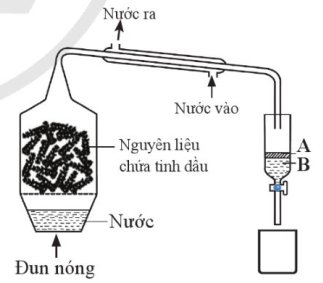 Nước ra
Nước vào
Nguyên liệu
chứa tinh dầu
A
B
Nước
Đun nóng